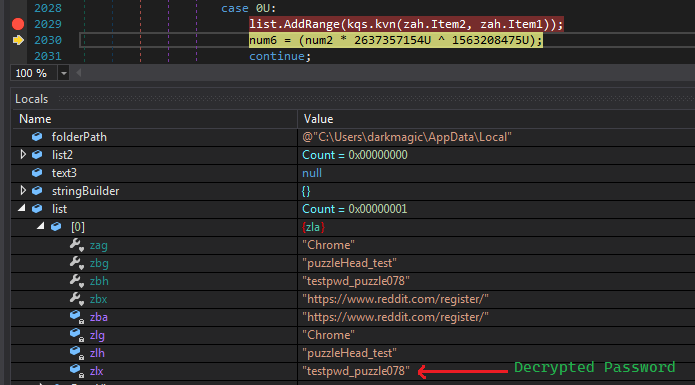 2028 case 0U:
2029 list.AddRange(kqs.kvn(zah.Item2, zah.Item1));
2030 num6 = (num2 * 2637357154U ^ 1563208475U);
2031 continue;
100 %
Locals
Name Value
folderPath @"C:\Users\darkmagic\AppData\Local"
list2 Count = 0x00000000
text3 null
stringBuilder {}
list Count = 0x00000001
[0] {zla}
zag "Chrome"
zbg "puzzleHead_test"
zbh "testpwd_puzzle078"
zbx "https://www.reddit.com/register/"
zba "https://www.reddit.com/register/"
zlg "Chrome"
zlh "puzzleHead_test"
zlx "testpwd_puzzle078" Decrypted Password